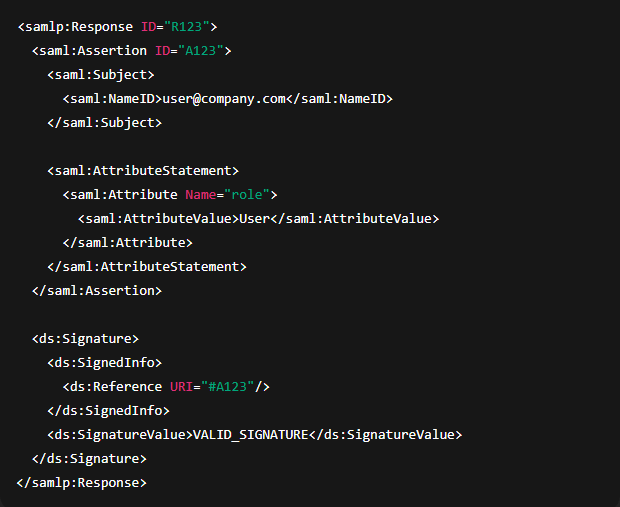 <samlp:Response ID="R123">
<saml:Assertion ID="A123">
<saml:Subject>
<saml:NameID>user@company.com</saml:NameID>
</saml:Subject>
<saml:AttributeStatement>
<saml:Attribute Name="role">
<saml:AttributeValue>User</saml:AttributeValue>
</saml:Attribute>
</saml:AttributeStatement>
</saml:Assertion>
<ds:Signature>
<ds:SignedInfo>
<ds:Reference URI="#A123"/>
</ds:SignedInfo>
<ds:SignatureValue>VALID_SIGNATURE</ds:SignatureValue>
</ds:Signature>
</samlp:Response>